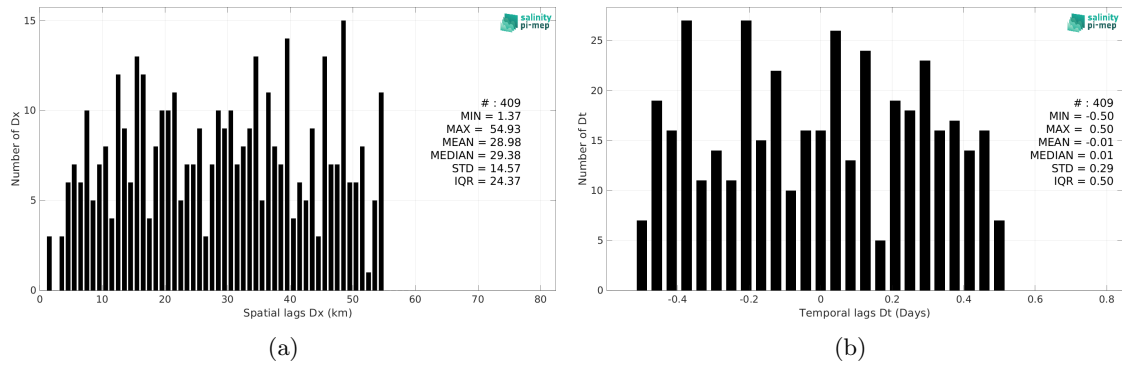 salinity
pi-mep
15
10
5
0
Number of Dx
# : 409
MIN = 1.37
MAX = 54.93
MEAN = 28.98
MEDIAN = 29.38
STD = 14.57
IQR = 24.37
0 10 20 30 40 50 60 70 80
Spatial lags Dx (km)
(a)
salinity
pi-mep
25
20
15
10
5
0
Number of Dt
# : 409
MIN = -0.50
MAX = 0.50
MEAN = -0.01
MEDIAN = 0.01
STD = 0.29
IQR = 0.50
-0.4 -0.2 0 0.2 0.4 0.6 0.8
Temporal lags Dt (Days)
(b)